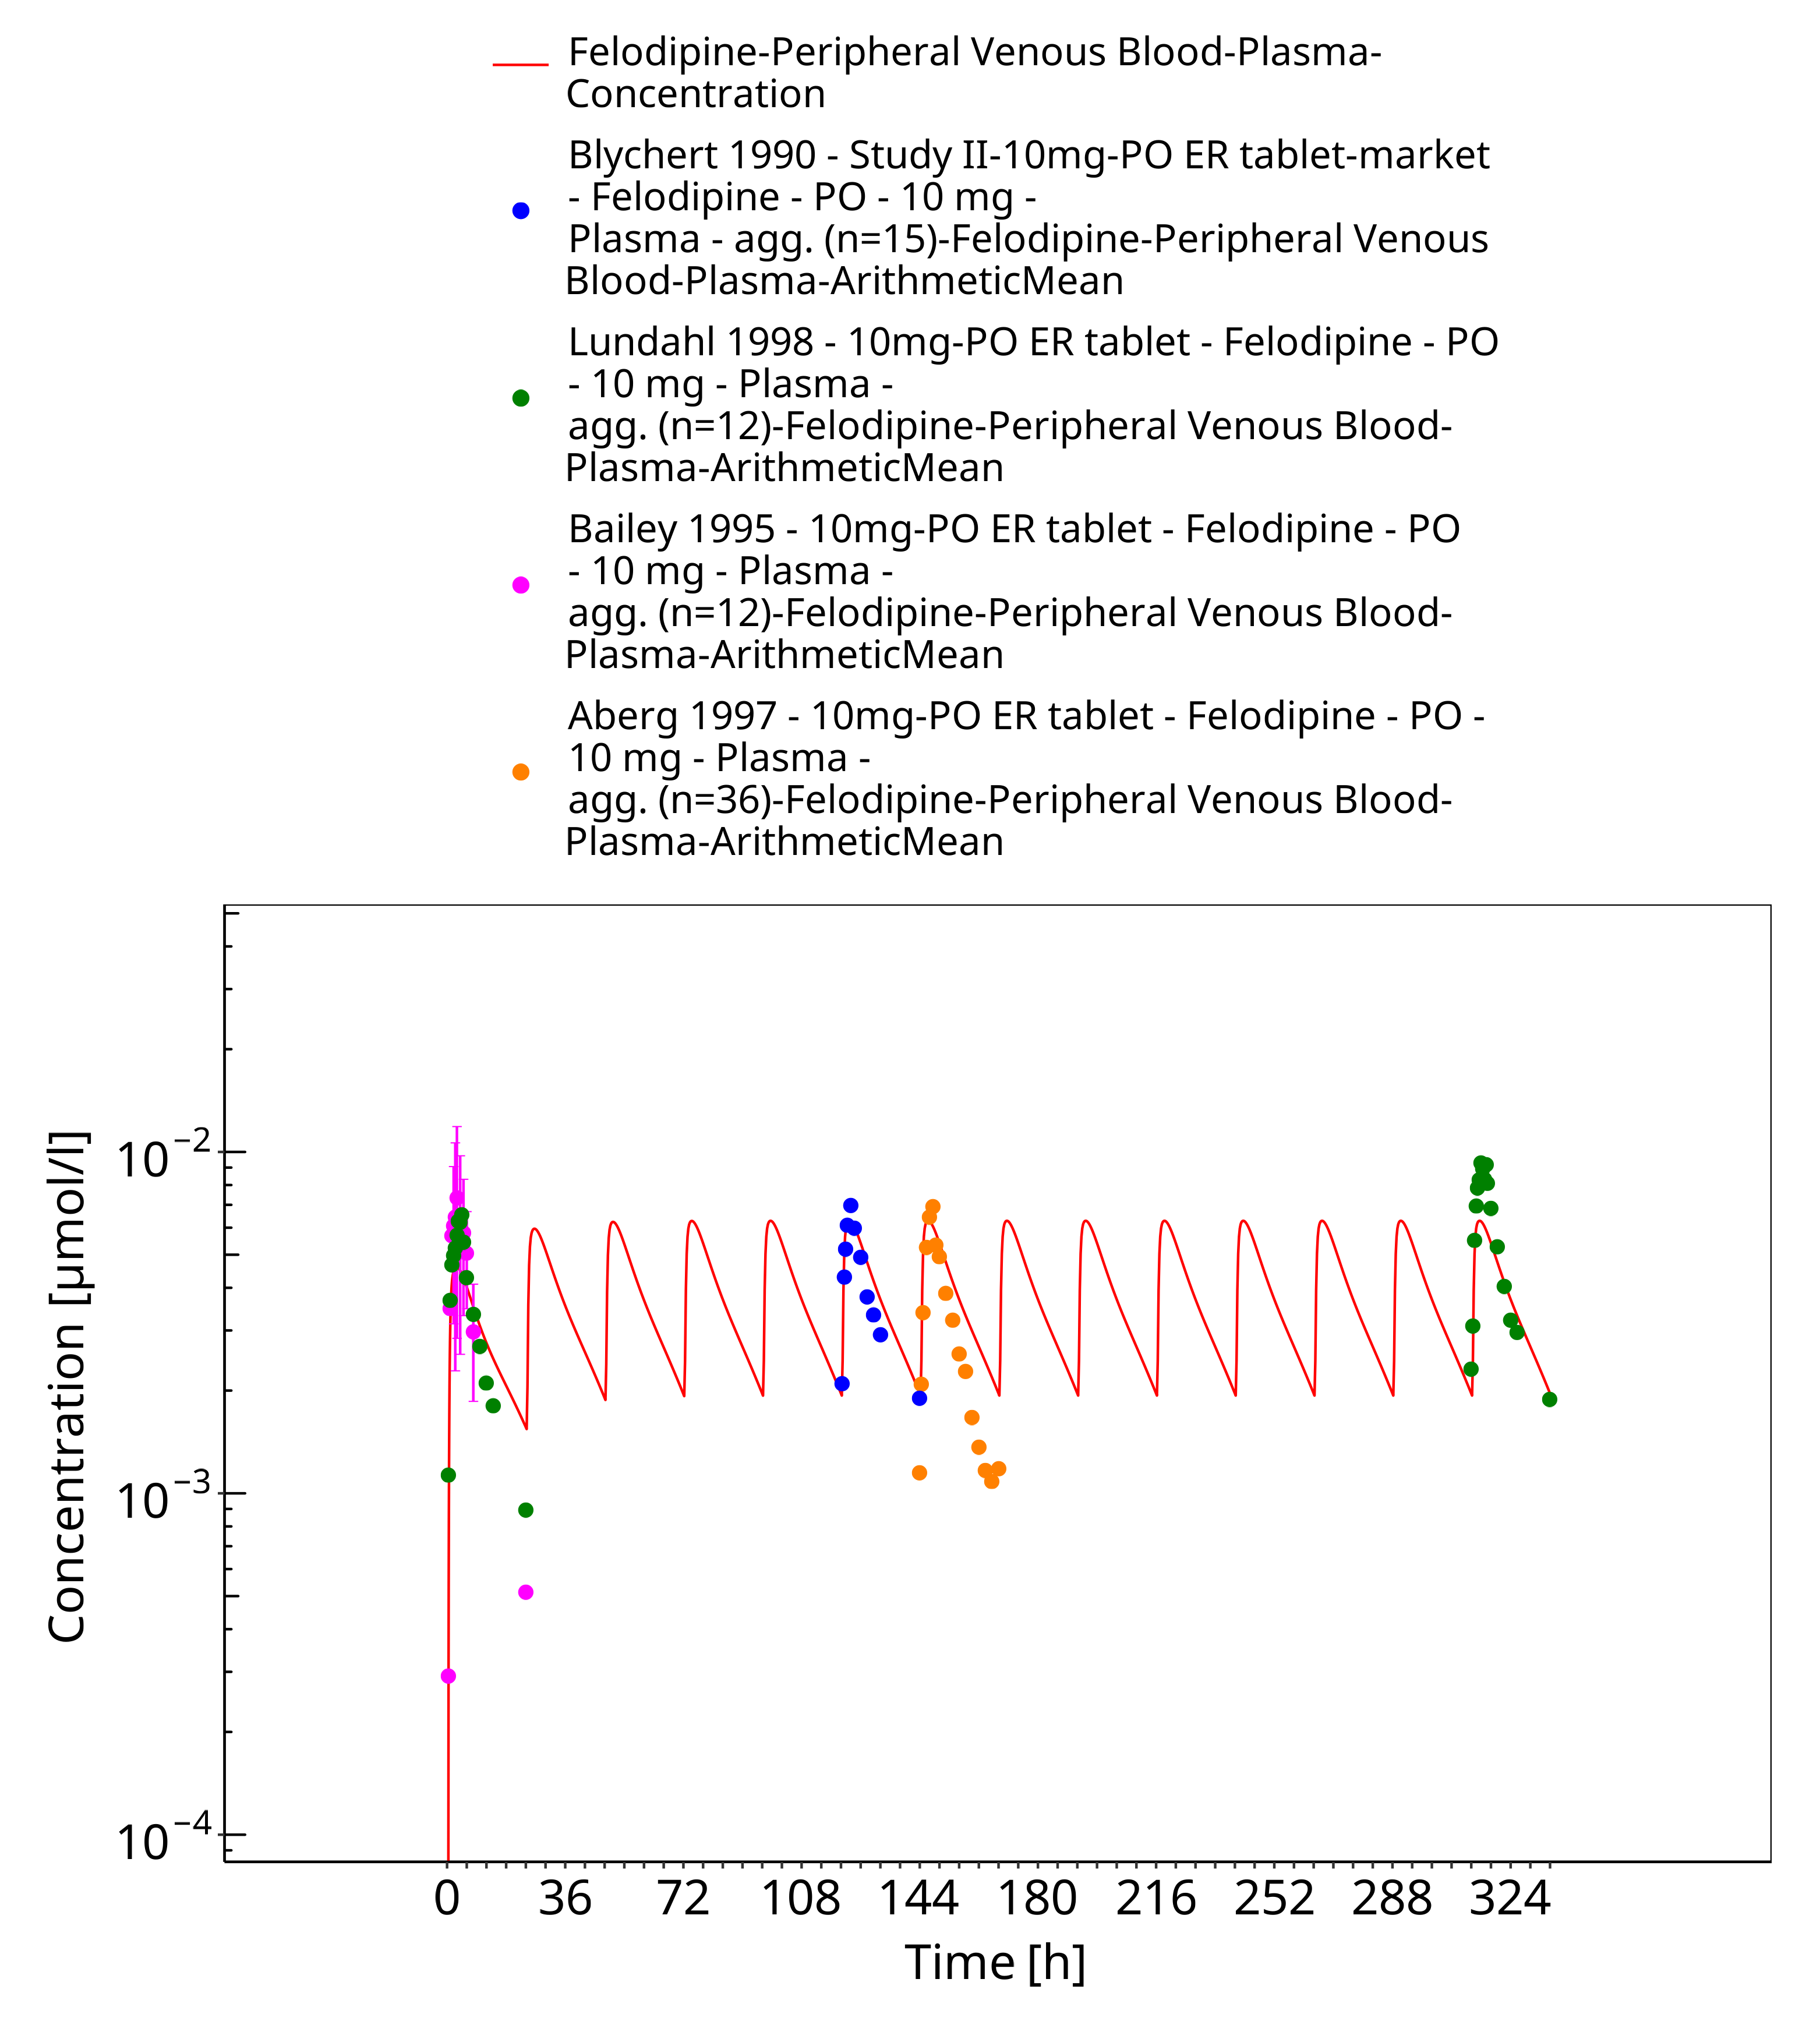 Felodipine-Peripheral Venous Blood-Plasma-
Concentration
Blychert 1990 - Study II-10mg-PO ER tablet-market
- Felodipine - PO - 10 mg -
Plasma - agg. (n=15)-Felodipine-Peripheral Venous
Blood-Plasma-ArithmeticMean
Lundahl 1998 - 10mg-PO ER tablet - Felodipine - PO
- 10 mg - Plasma -
agg. (n=12)-Felodipine-Peripheral Venous Blood-
Plasma-ArithmeticMean
Bailey 1995 - 10mg-PO ER tablet - Felodipine - PO
- 10 mg - Plasma -
agg. (n=12)-Felodipine-Peripheral Venous Blood-
Plasma-ArithmeticMean
Aberg 1997 - 10mg-PO ER tablet - Felodipine - PO -
10 mg - Plasma -
agg. (n=36)-Felodipine-Peripheral Venous Blood-
Plasma-ArithmeticMean
Concentration [µmol/l]
10⁻²
10⁻³
10⁻⁴
0 36 72 108 144 180 216 252 288 324
Time [h]